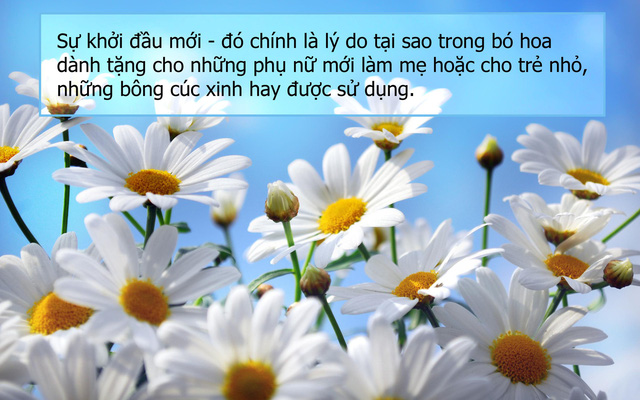 Sự khởi đầu mới - đó chính là lý do tại sao trong bó hoa
dành tặng cho những phụ nữ mới làm mẹ hoặc cho trẻ nhỏ,
những bông cúc xinh hay được sử dụng.